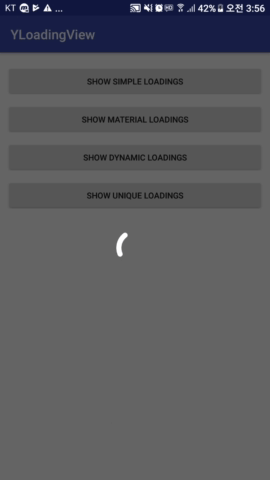 KT ... 42% 오전 3:56
YLoadingView
SHOW SIMPLE LOADINGS
SHOW MATERIAL LOADINGS
SHOW DYNAMIC LOADINGS
SHOW UNIQUE LOADINGS